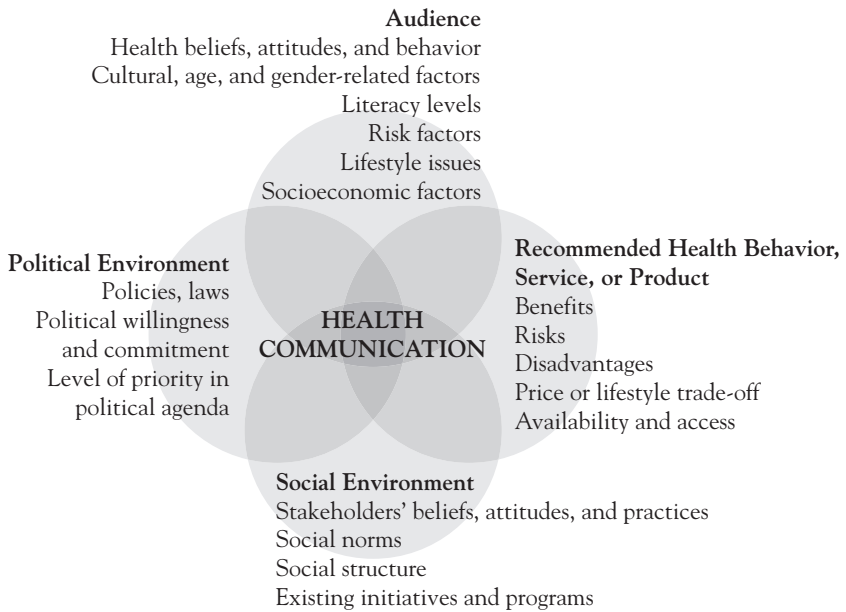 Audience
Health beliefs, attitudes, and behavior
Cultural, age, and gender-related factors
Literacy levels
Risk factors
Lifestyle issues
Socioeconomic factors
Political Environment
Policies, laws
Political willingness
and commitment
Level of priority in
political agenda
HEALTH
COMMUNICATION
Recommended Health Behavior,
Service, or Product
Benefits
Risks
Disadvantages
Price or lifestyle trade-off
Availability and access
Social Environment
Stakeholders’ beliefs, attitudes, and practices
Social norms
Social structure
Existing initiatives and programs